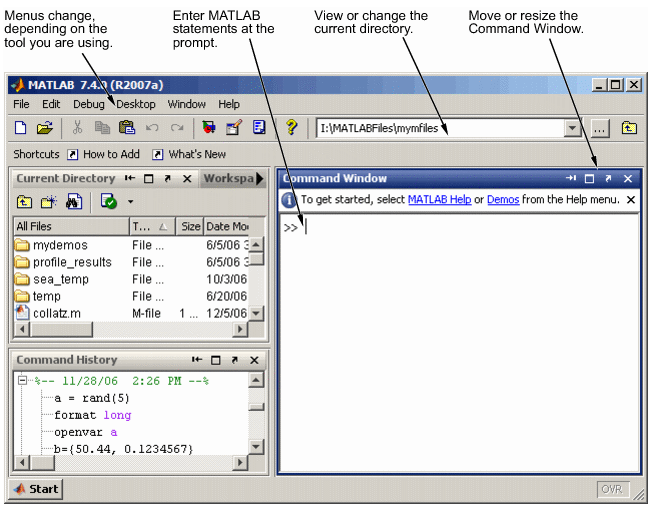 Menus change,
depending on the
tool you are using.
Enter MATLAB
statements at the
prompt.
View or change the
current directory.
Move or resize the
Command Window.
MATLAB 7.4.0 (R2007a)
File Edit Debug Desktop Window Help
I:\MATLABFiles\mymfiles
...
Shortcuts How to Add What's New
Current Directory Workspa
All Files T... Size Date Mo
mydemos File ... 6/5/06 3
profile_results File ... 6/5/06 3
sea_temp File ... 10/3/06
temp File ... 6/20/06
collatz.m M-file 1 ... 12/5/06
Command History
%-- 11/28/06 2:26 PM --%
a = rand(5)
format long
openvar a
b={50.44, 0.1234567}
Command Window
To get started, select MATLAB Help or Demos from the Help menu.
>>
Start
OVR